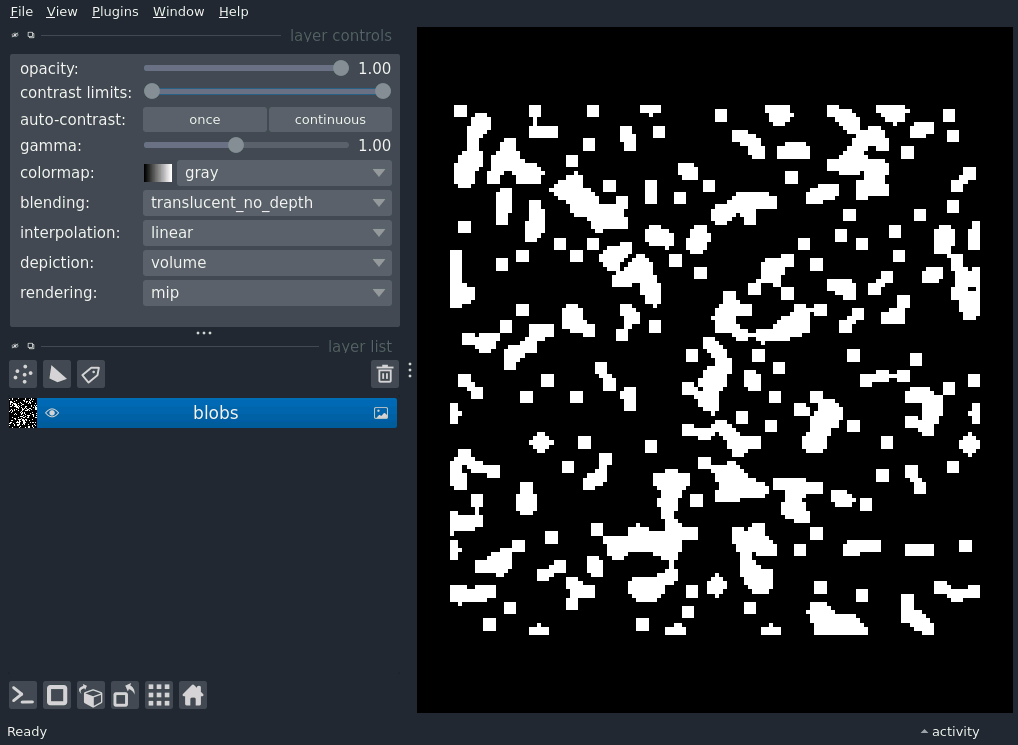 File View Plugins Window Help
layer controls
opacity: 1.00
contrast limits:
auto-contrast: once continuous
gamma: 1.00
colormap: gray
blending: translucent_no_depth
interpolation: linear
depiction: volume
rendering: mip
layer list
blobs
Ready
activity